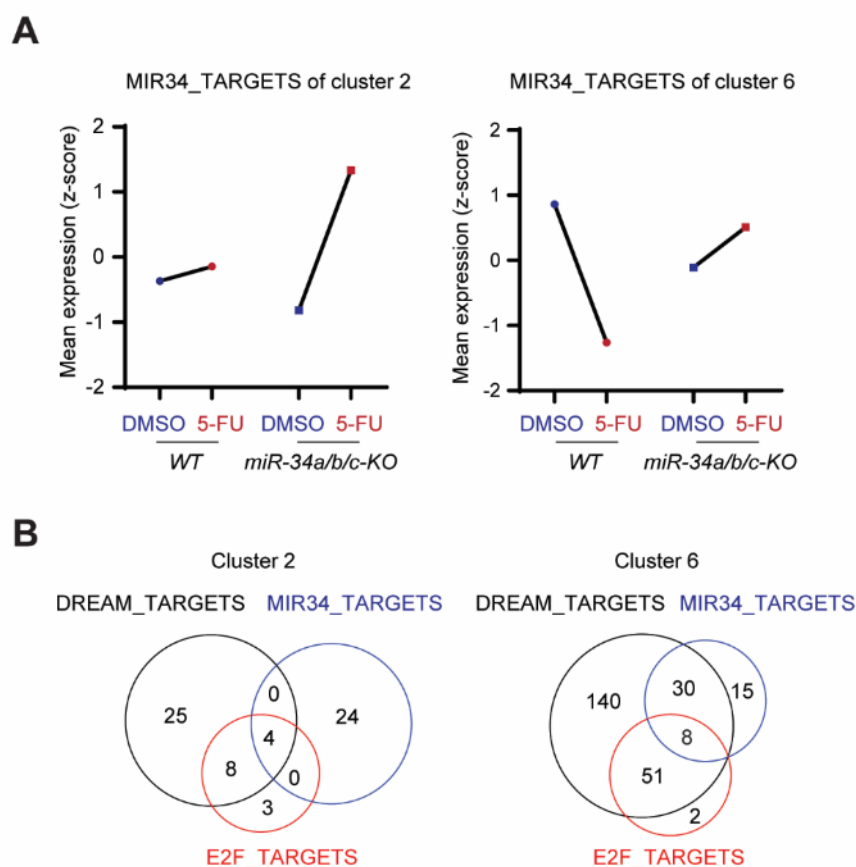 A
MIR34_TARGETS of cluster 2
Mean expression (z-score)
2
1
0
-1
-2
DMSO 5-FU DMSO 5-FU
WT miR-34a/b/c-KO
MIR34_TARGETS of cluster 6
Mean expression (z-score)
2
1
0
-1
-2
DMSO 5-FU DMSO 5-FU
WT miR-34a/b/c-KO
B
Cluster 2
DREAM_TARGETS MIR34_TARGETS
25
0
24
4
8
0
3
E2F_TARGETS
Cluster 6
DREAM_TARGETS MIR34_TARGETS
140
30
15
8
51
2
E2F_TARGETS